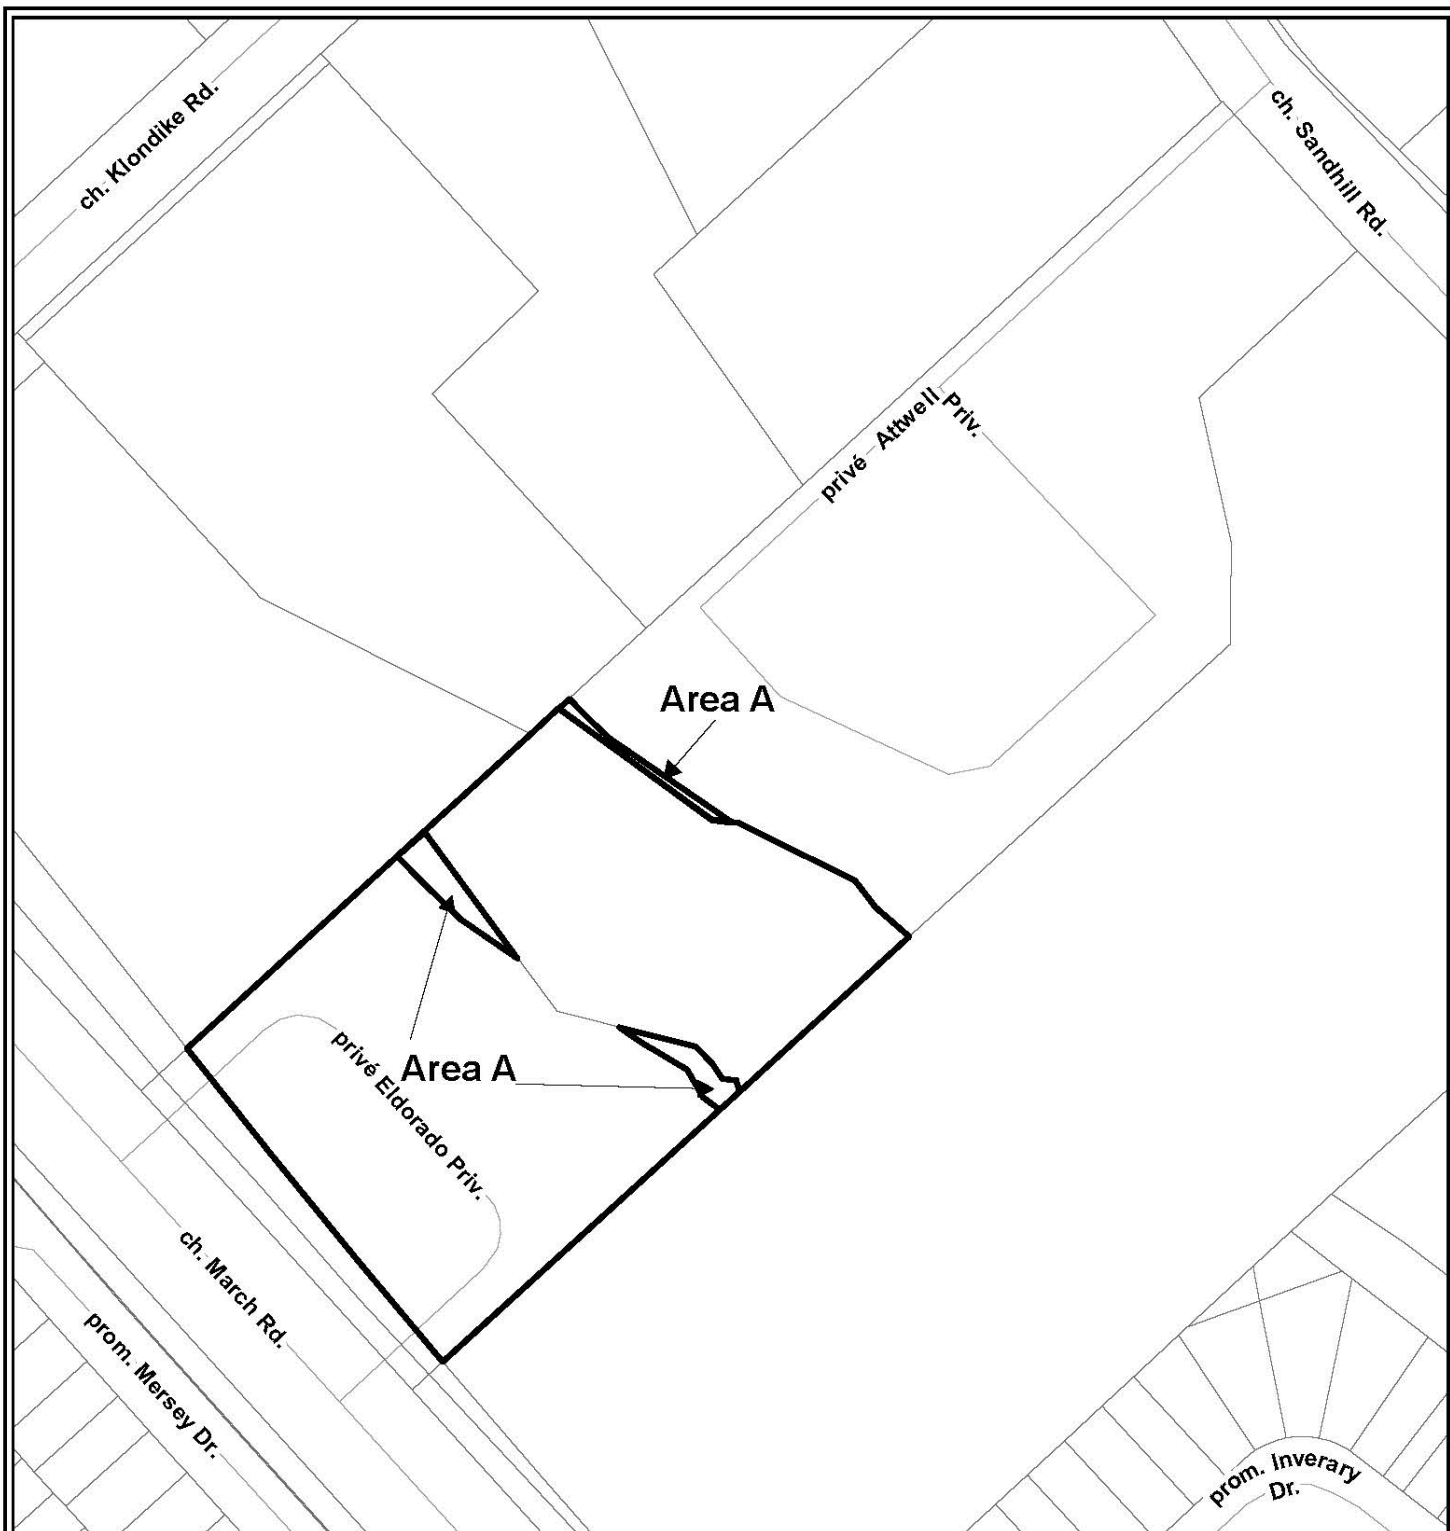 ch. Klondike Rd.
ch. Sandhill Rd.
privé Attwell Priv.
Area A
privé Eldorado Priv.
Area A
ch. March Rd.
prom. Mersey Dr.
prom. Inverary
Dr.